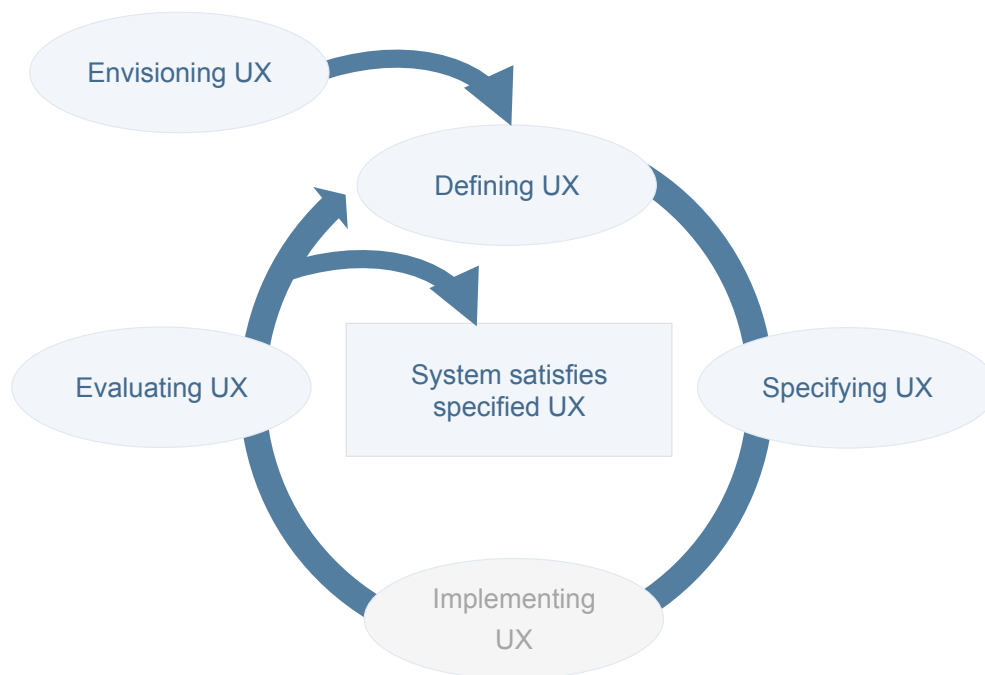 Envisioning UX
Defining UX
Evaluating UX
System satisfies
specified UX
Specifying UX
Implementing
UX